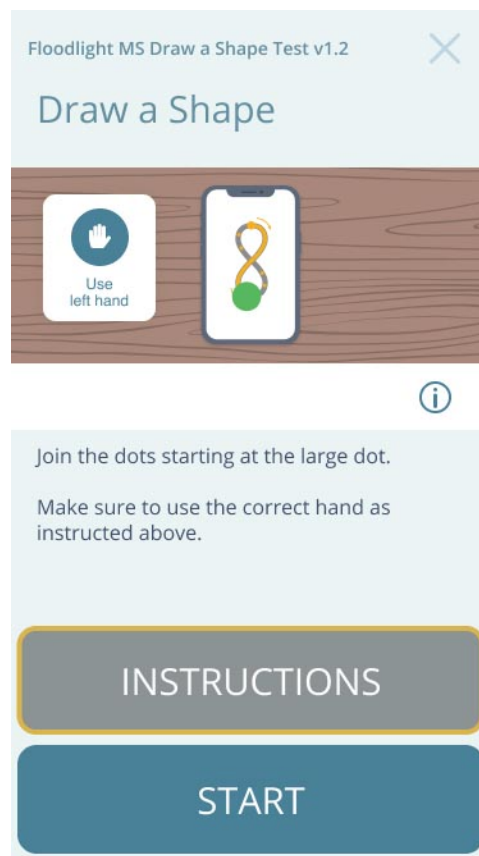 Floodlight MS Draw a Shape Test v1.2
Draw a Shape
Use
left hand
Join the dots starting at the large dot.
Make sure to use the correct hand as
instructed above.
INSTRUCTIONS
START